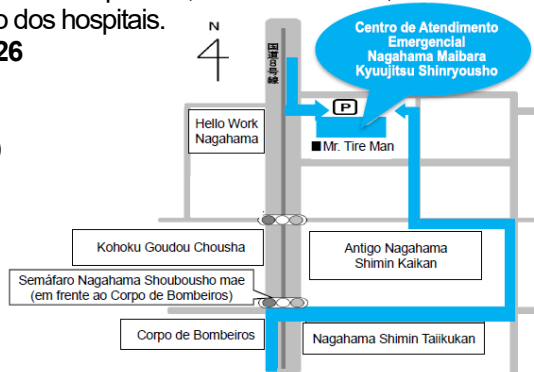 o dos hospitais.
26
4
Centro de Atendimento
Emergencial
Nagahama Maibara
Kyuujitsu Shinryousho
国道8号線
P
Hello Work
Nagahama
■Mr. Tire Man
Kohoku Goudou Chousha
Antigo Nagahama
Shimin Kaikan
Semáfaro Nagahama Shoubousho mae
(em frente ao Corpo de Bombeiros)
Corpo de Bombeiros
Nagahama Shimin Taiikukan